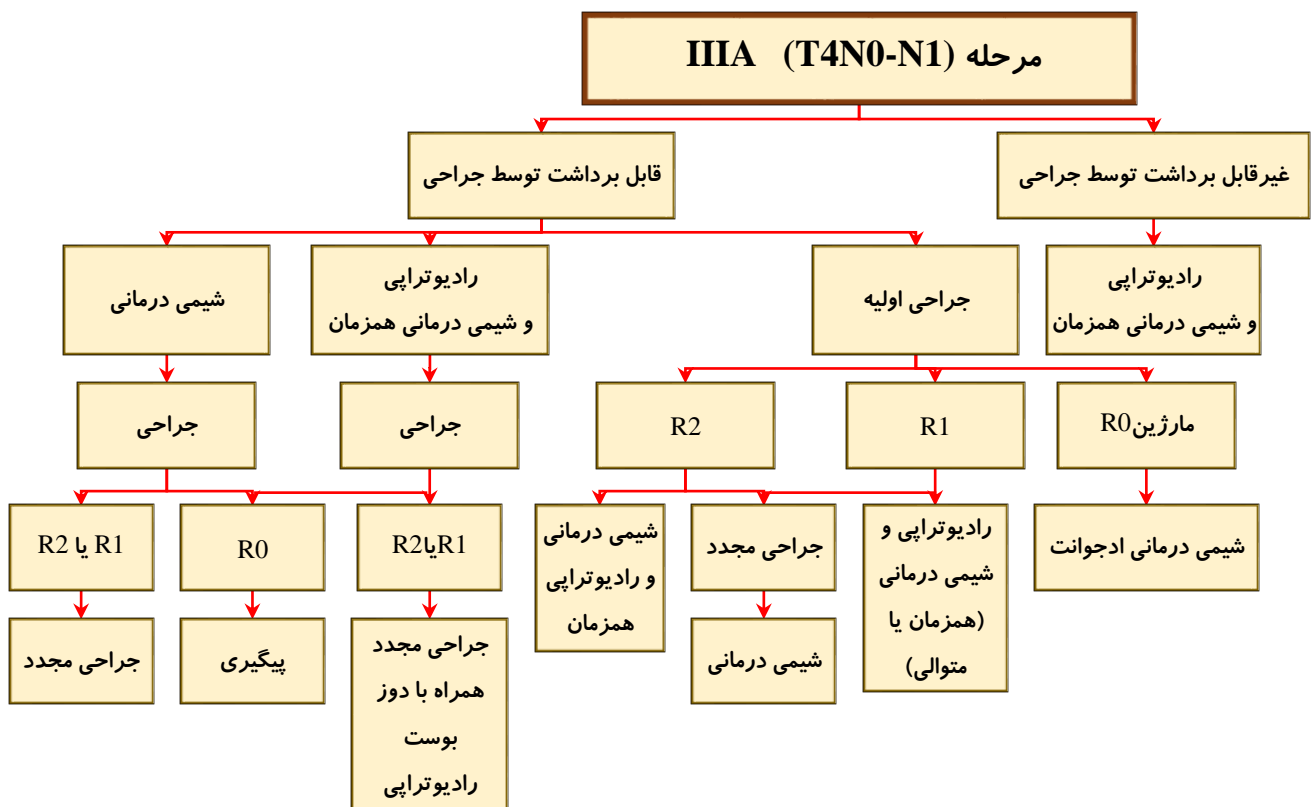 مرحله IIIA (T4N0-N1)
غیرقابل برداشت توسط جراحی
قابل برداشت توسط جراحی
رادیوتراپی
و شیمی درمانی همزمان
جراحی اولیه
رادیوتراپی
و شیمی درمانی همزمان
شیمی درمانی
مارژینR0
R1
R2
جراحی
جراحی
شیمی درمانی ادجوانت
رادیوتراپی و
شیمی درمانی
(همزمان یا
متوالی)
جراحی مجدد
شیمی درمانی
و رادیوتراپی
همزمان
R1یاR2
R0
R1 یا R2
شیمی درمانی
جراحی مجدد
همراه با دوز
بوست
رادیوتراپی
پیگیری
جراحی مجدد